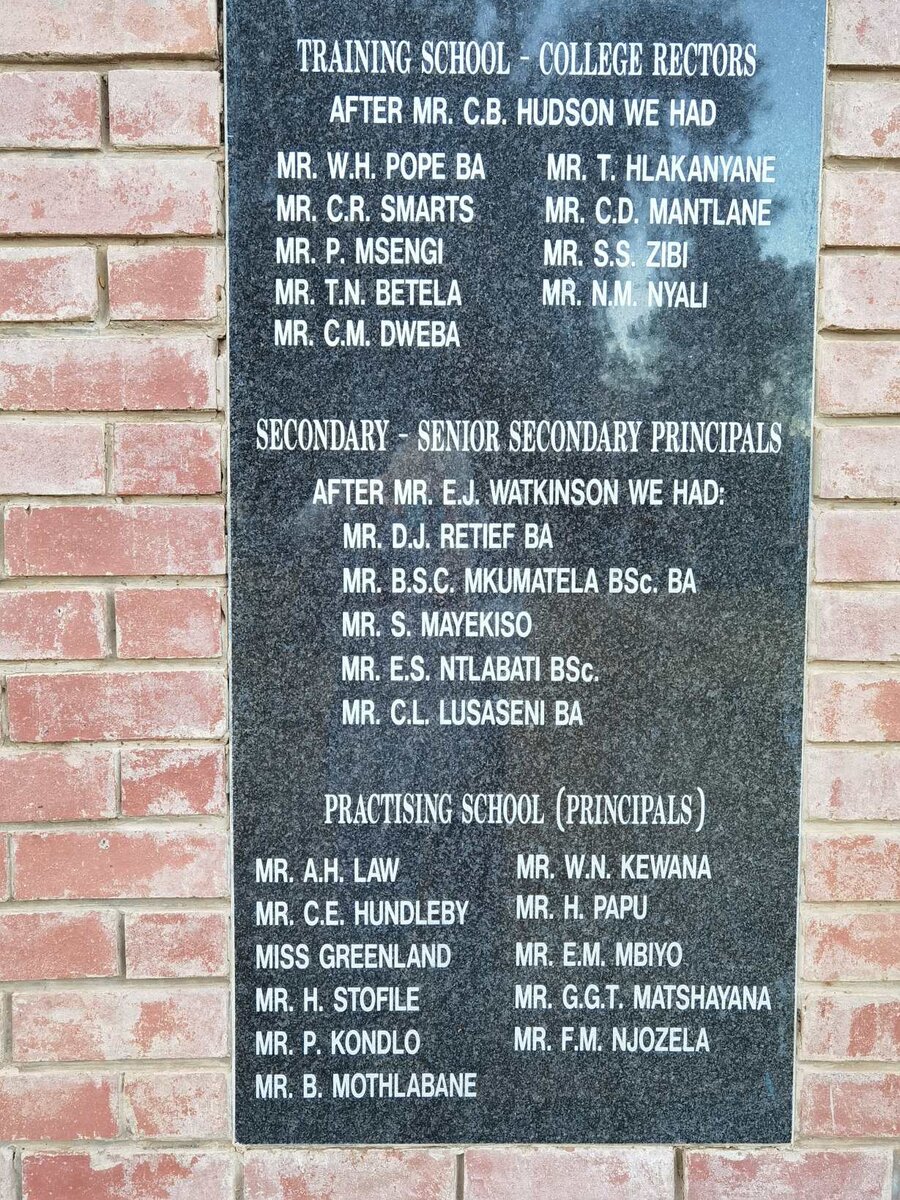 TRAINING SCHOOL - COLLEGE RECTORS
AFTER MR. C.B. HUDSON WE HAD
MR. W.H. POPE BA
MR. C.R. SMARTS
MR. P. MSENGI
MR. T.N. BETELA
MR. C.M. DWEBA
MR. T. HLAKANYANE
MR. C.D. MANTLANE
MR. S.S. ZIBI
MR. N.M. NYALI
SECONDARY - SENIOR SECONDARY PRINCIPALS
AFTER MR. E.J. WATKINSON WE HAD:
MR. D.J. RETIEF BA
MR. B.S.C. MKUMATELA BSc. BA
MR. S. MAYEKISO
MR. E.S. NTLABATI BSc.
MR. C.L. LUSASENI BA
PRACTISING SCHOOL (PRINCIPALS)
MR. A.H. LAW
MR. C.E. HUNDLEBY
MISS GREENLAND
MR. H. STOFILE
MR. P. KONDLO
MR. B. MOTHLABANE
MR. W.N. KEWANA
MR. H. PAPU
MR. E.M. MBIYO
MR. G.G.T. MATSHAYANA
MR. F.M. NJOZELA